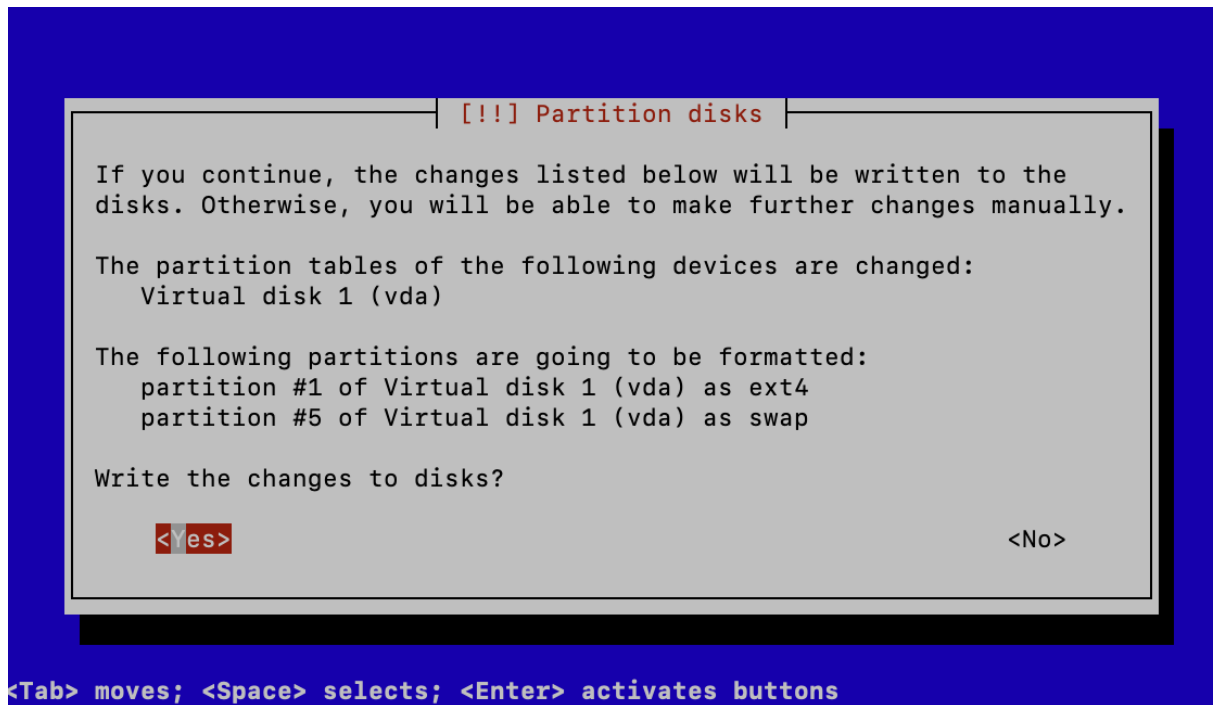 [!!] Partition disks
If you continue, the changes listed below will be written to the
disks. Otherwise, you will be able to make further changes manually.
The partition tables of the following devices are changed:
Virtual disk 1 (vda)
The following partitions are going to be formatted:
partition #1 of Virtual disk 1 (vda) as ext4
partition #5 of Virtual disk 1 (vda) as swap
Write the changes to disks?
<Yes> <No>
<Tab> moves; <Space> selects; <Enter> activates buttons